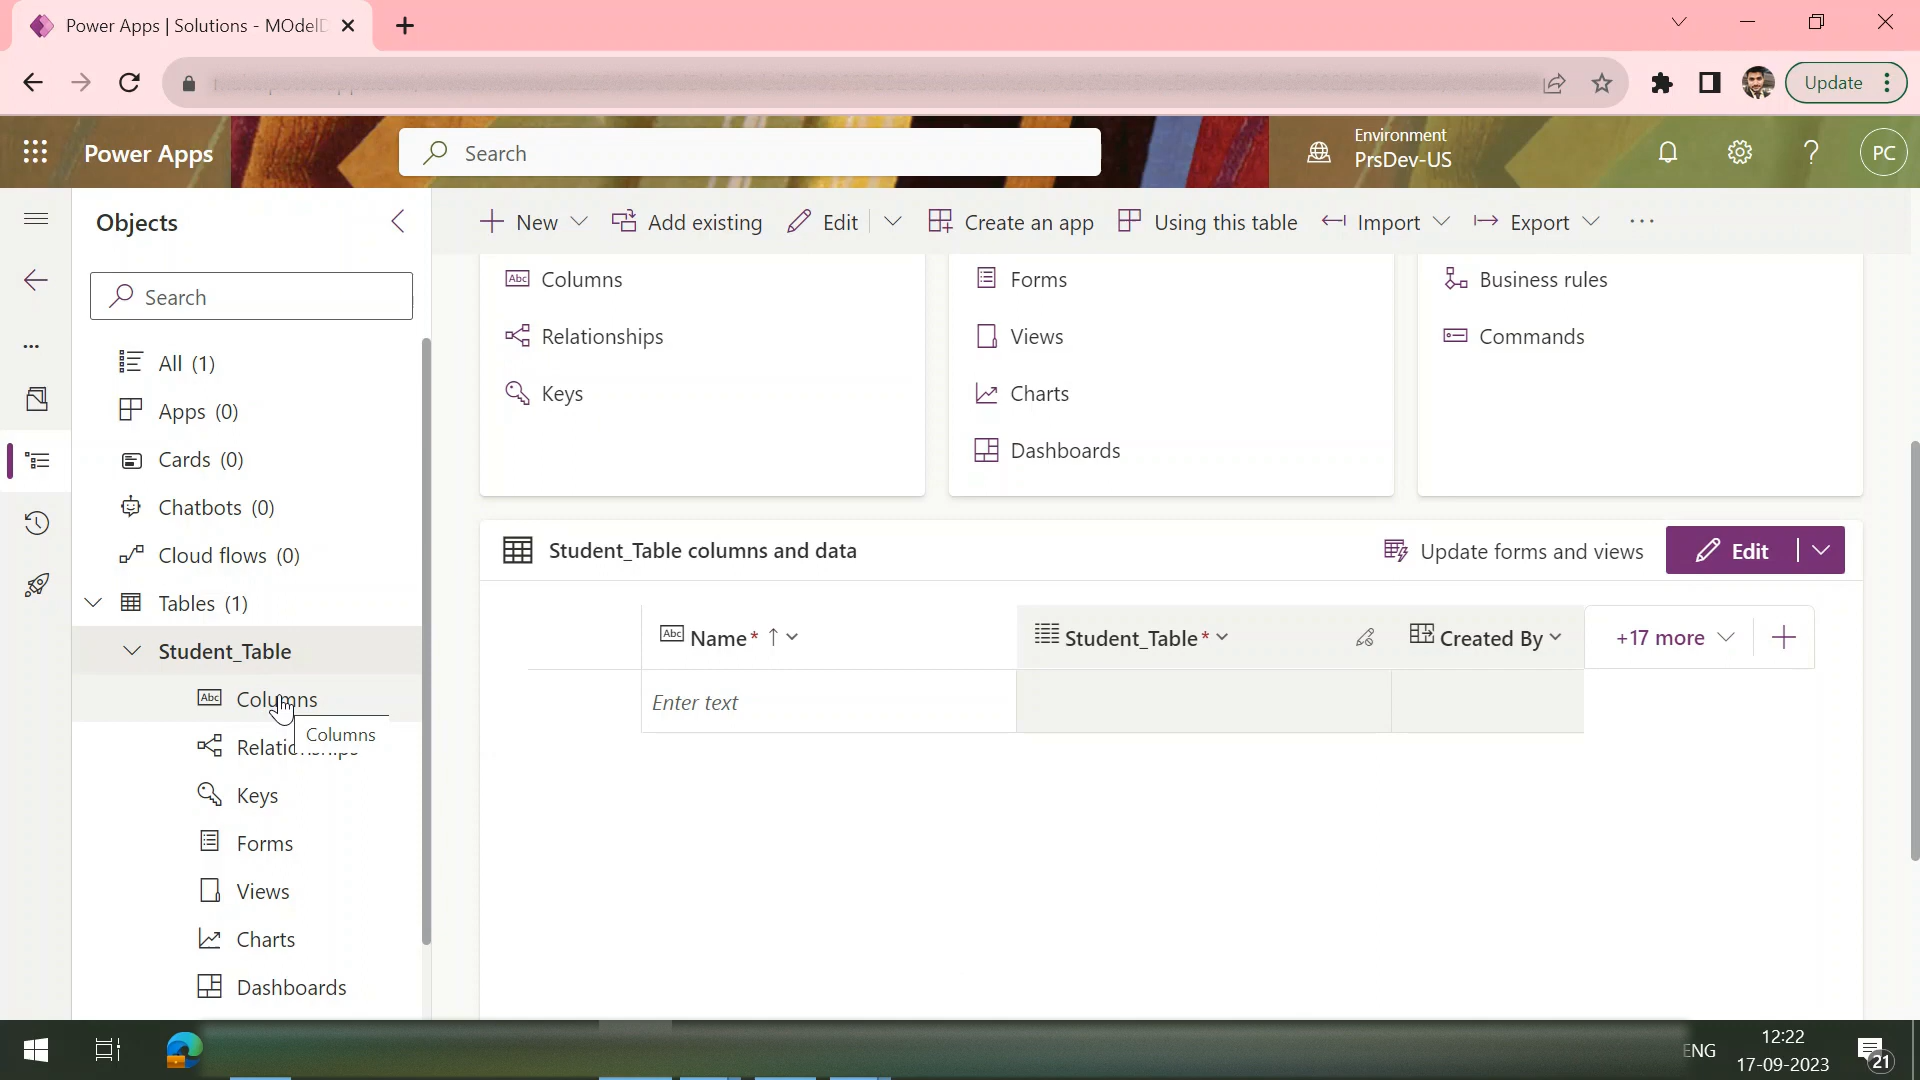 Power Apps | Solutions - MOdelD
Update
Power Apps
Search
Environment
PrsDev-US
PC
Objects
New
Add existing
Edit
Create an app
Using this table
Import
Export
Search
All (1)
Apps (0)
Cards (0)
Chatbots (0)
Cloud flows (0)
Tables (1)
Student_Table
Abc Columns
Columns
Keys
Forms
Views
Charts
Dashboards
Abc Columns
Relationships
Keys
Forms
Views
Charts
Dashboards
Business rules
Commands
Student_Table columns and data
Update forms and views
Edit
Abc Name*
Student_Table*
Created By
+17 more
Enter text
ENG
12:22
17-09-2023
21